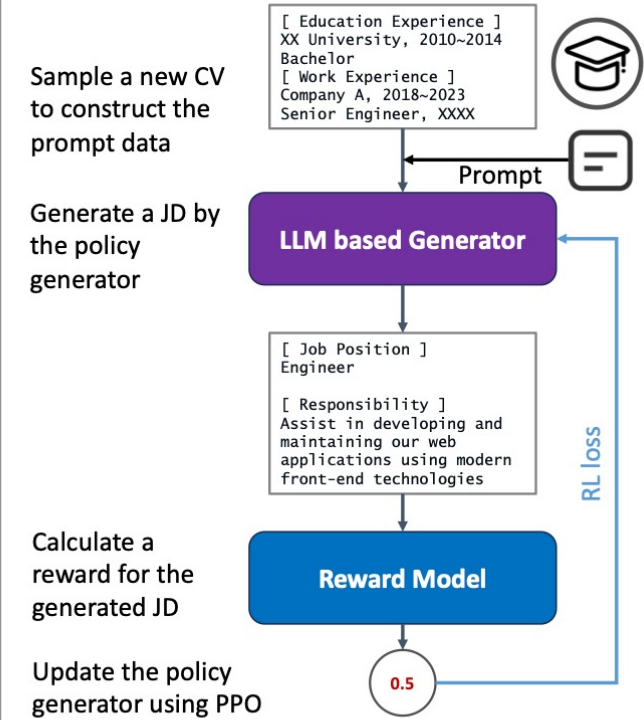 [ Education Experience ]
XX University, 2010~2014
Bachelor
[ Work Experience ]
Company A, 2018~2023
Senior Engineer, XXXX
Sample a new CV
to construct the
prompt data
Prompt
Generate a JD by
the policy
generator
LLM based Generator
[ Job Position ]
Engineer
[ Responsibility ]
Assist in developing and
maintaining our web
applications using modern
front-end technologies
RL loss
Calculate a
reward for the
generated JD
Reward Model
Update the policy
generator using PPO
0.5